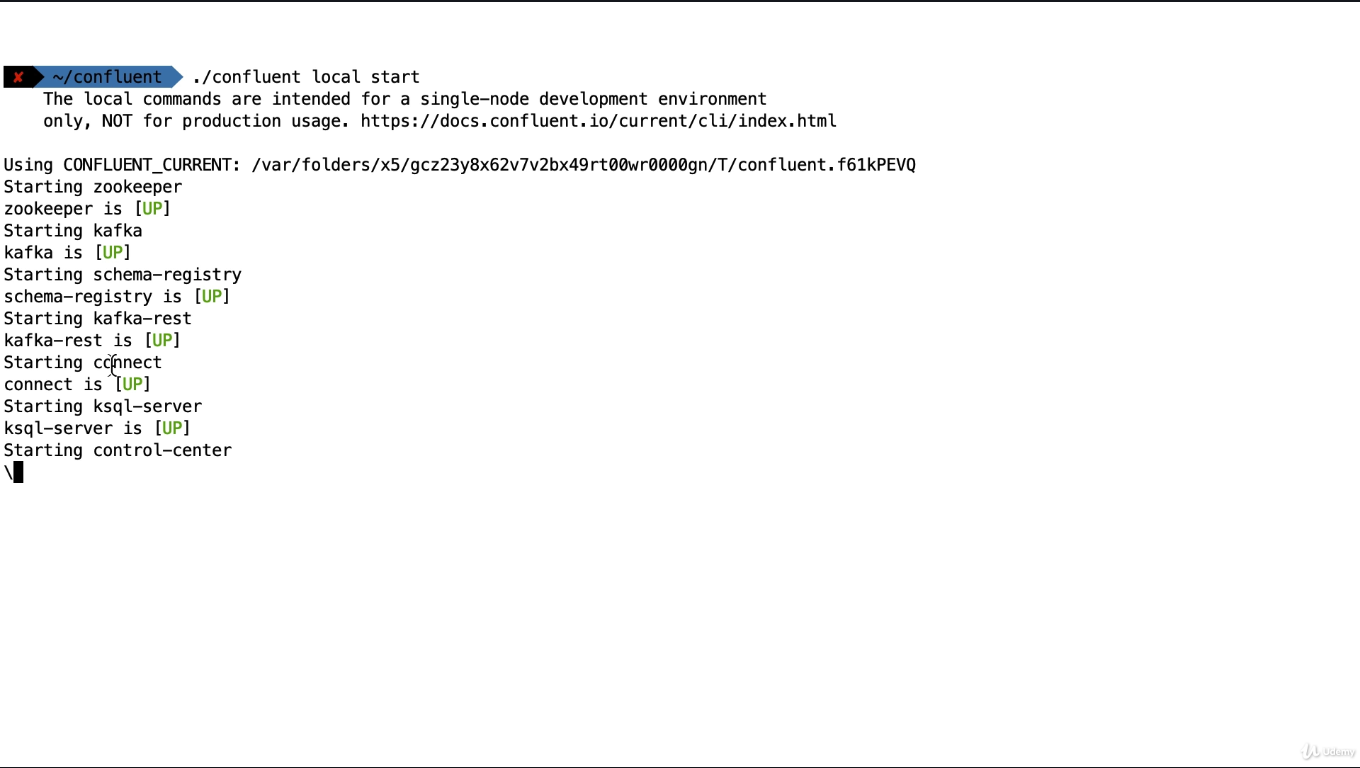 ✘ ~/confluent ./confluent local start
The local commands are intended for a single-node development environment
only, NOT for production usage. https://docs.confluent.io/current/cli/index.html
Using CONFLUENT_CURRENT: /var/folders/x5/gcz23y8x62v7v2bx49rt00wr0000gn/T/confluent.f61kPEVQ
Starting zookeeper
zookeeper is [UP]
Starting kafka
kafka is [UP]
Starting schema-registry
schema-registry is [UP]
Starting kafka-rest
kafka-rest is [UP]
Starting connect
connect is [UP]
Starting ksql-server
ksql-server is [UP]
Starting control-center
\
Udemy